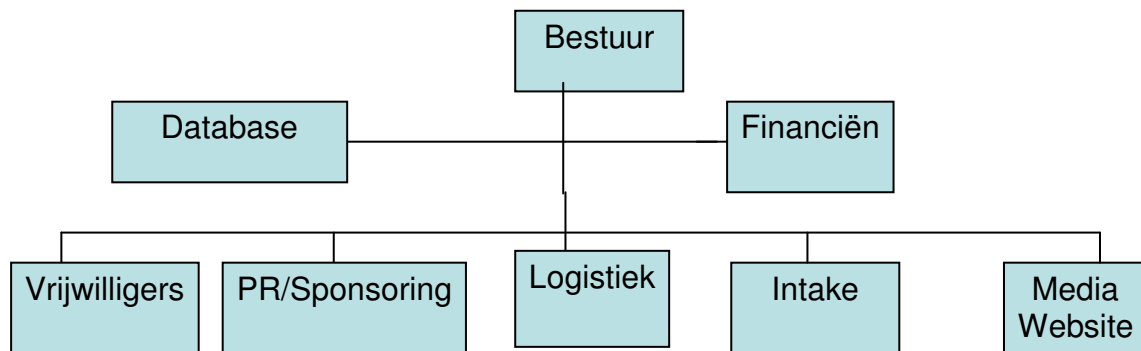 Bestuur
Database
Financiën
Vrijwilligers
PR/Sponsoring
Logistiek
Intake
Media
Website